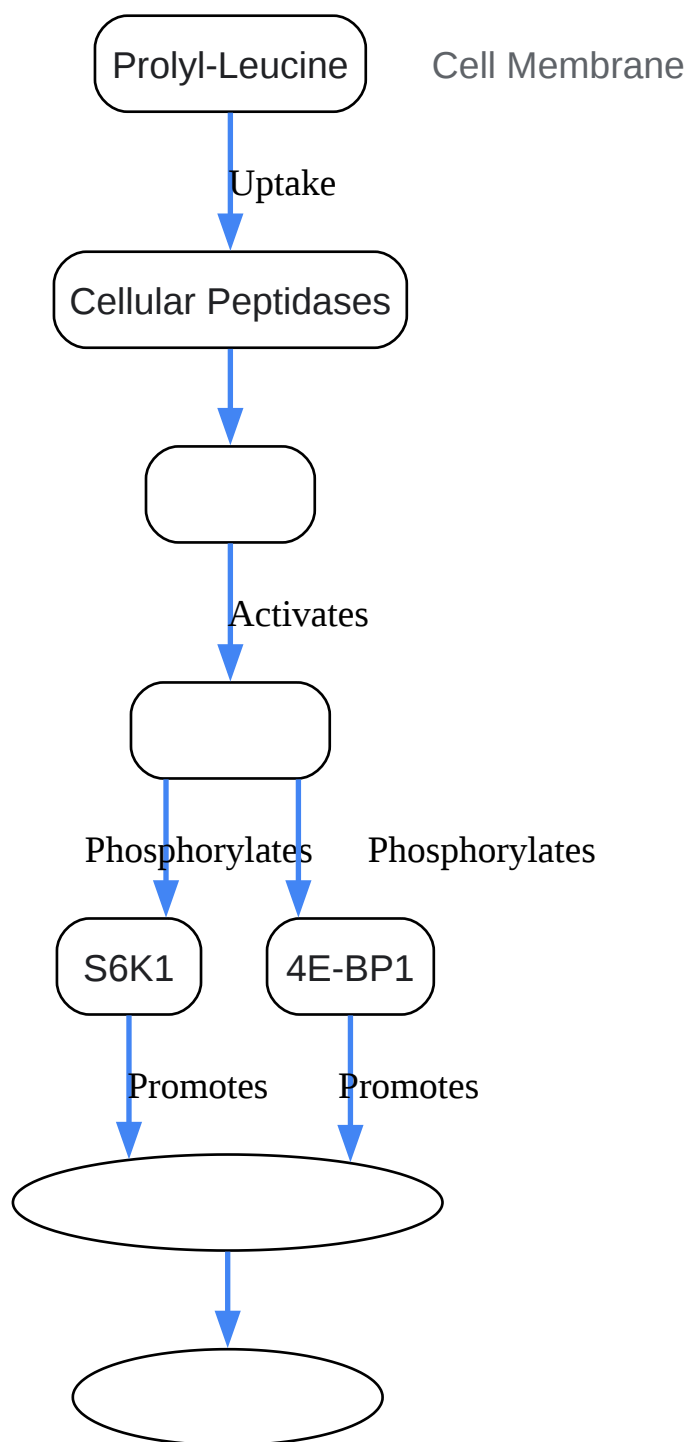 Prolyl-Leucine
Cell Membrane
Uptake
Cellular Peptidases
Activates
Phosphorylates
Phosphorylates
S6K1
4E-BP1
Promotes
Promotes